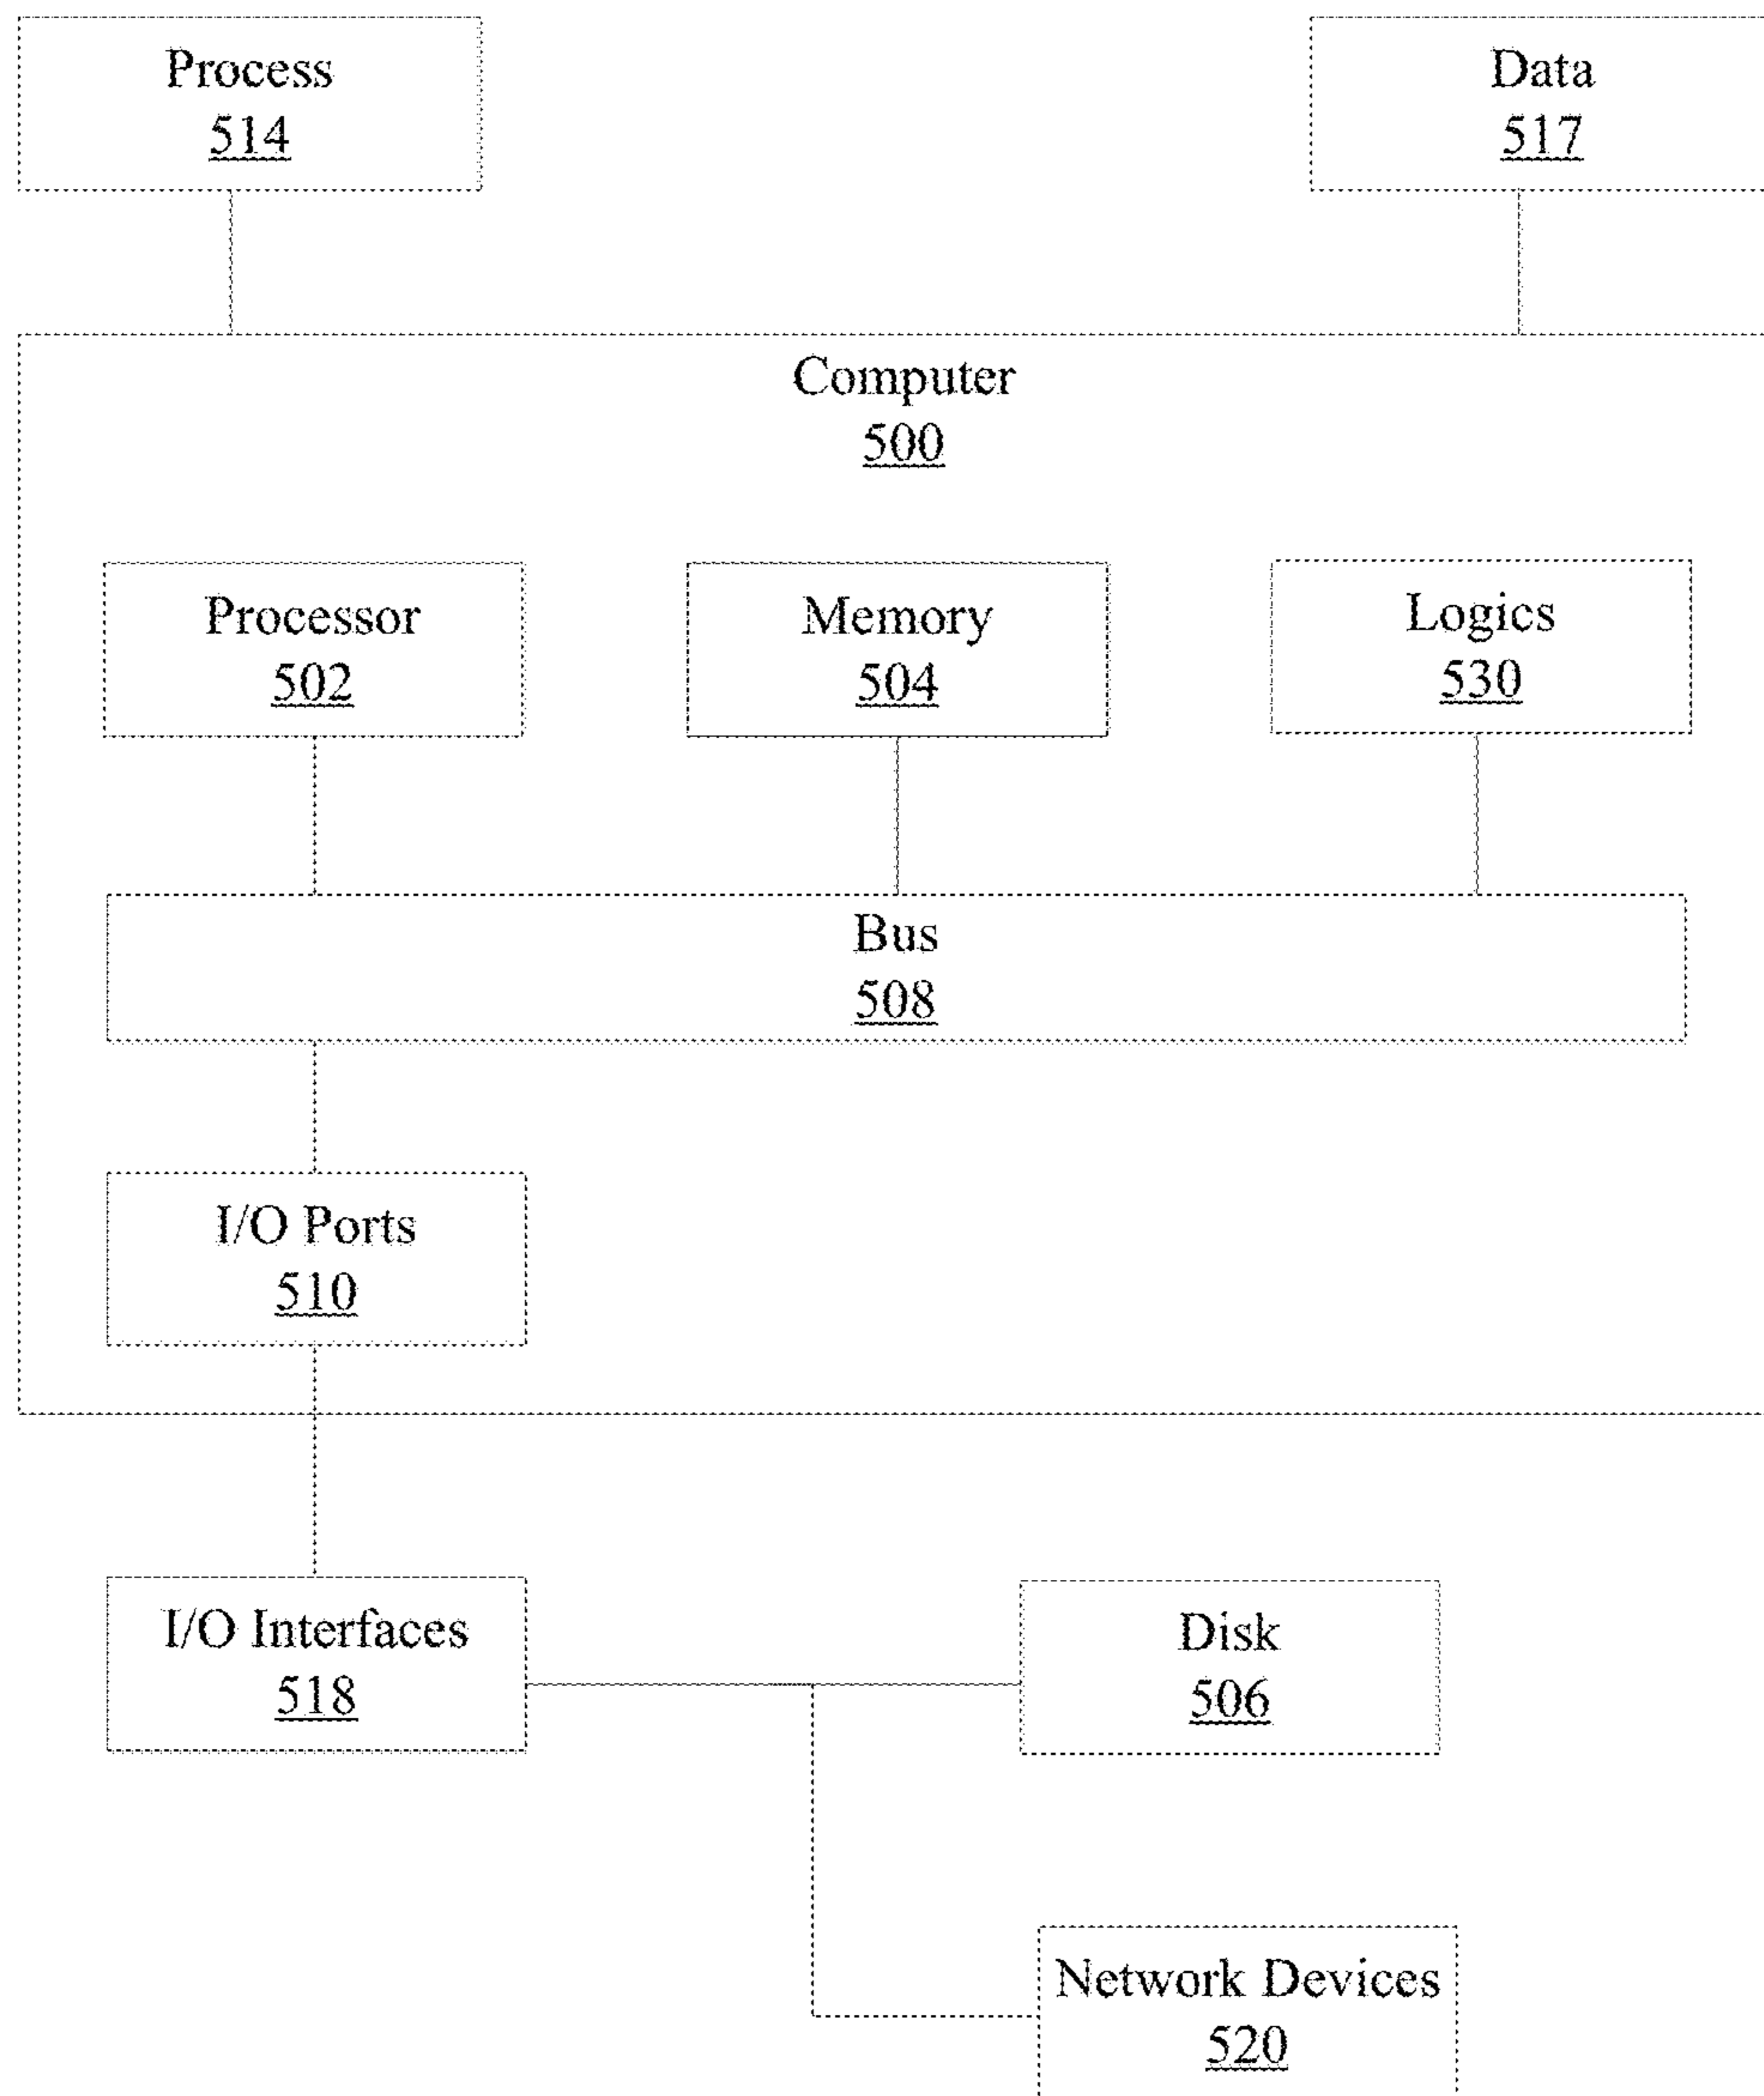 Process
514
Data
517
Computer
500
Processor
502
Memory
504
Logics
530
Bus
508
I/O Ports
510
I/O Interfaces
518
Disk
506
Network Devices
520